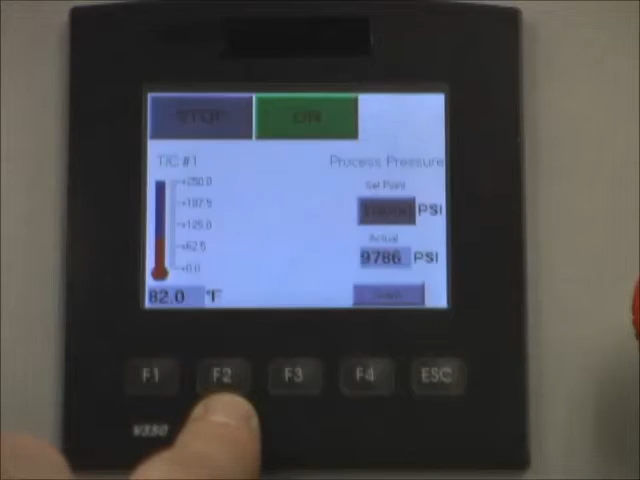 STOP ON
T/C #1 Process Pressure
+250.0 Set Point
+187.5
+125.0 PSI
+62.5 Actual
+0.0 9786 PSI
82.0 °F
F1 F2 F3 F4 ESC
V350